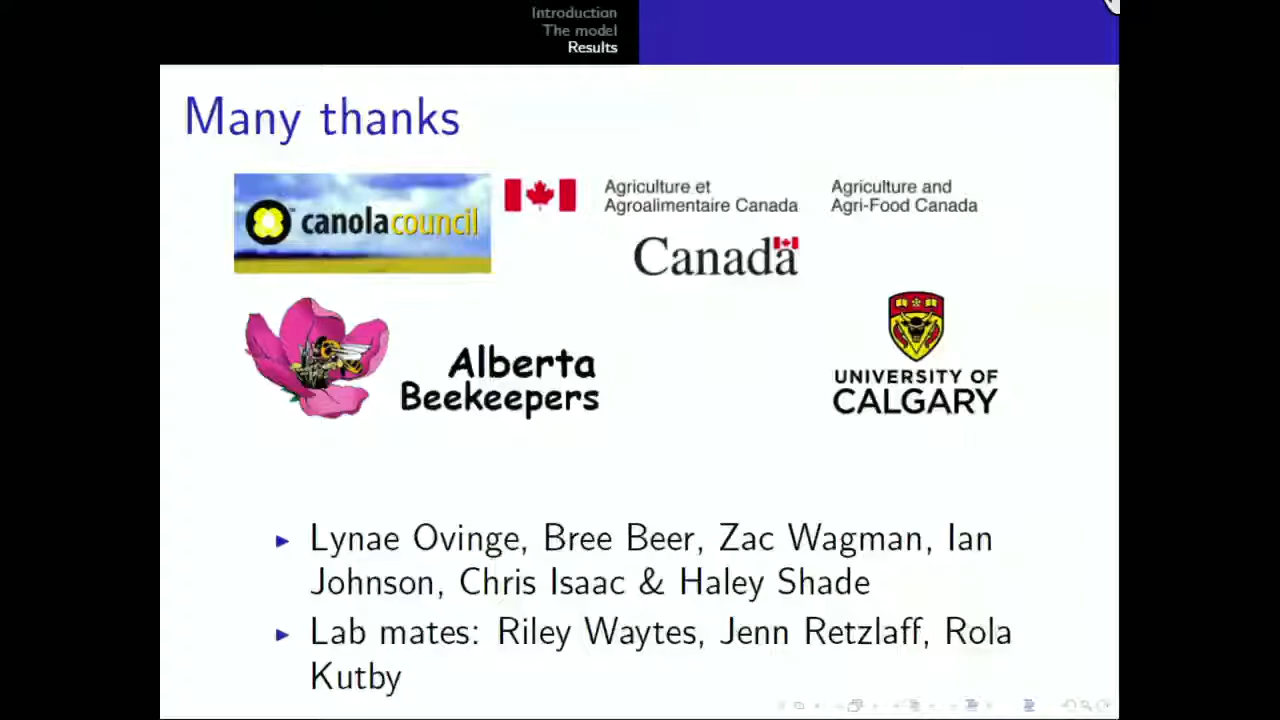 Introduction
The model
Results
Many thanks
canolacouncil
Agriculture et
Agroalimentaire Canada
Agriculture and
Agri-Food Canada
Canada
Alberta
Beekeepers
UNIVERSITY OF
CALGARY
Lynae Ovinge, Bree Beer, Zac Wagman, Ian
Johnson, Chris Isaac & Haley Shade
Lab mates: Riley Waytes, Jenn Retzlaff, Rola
Kutby